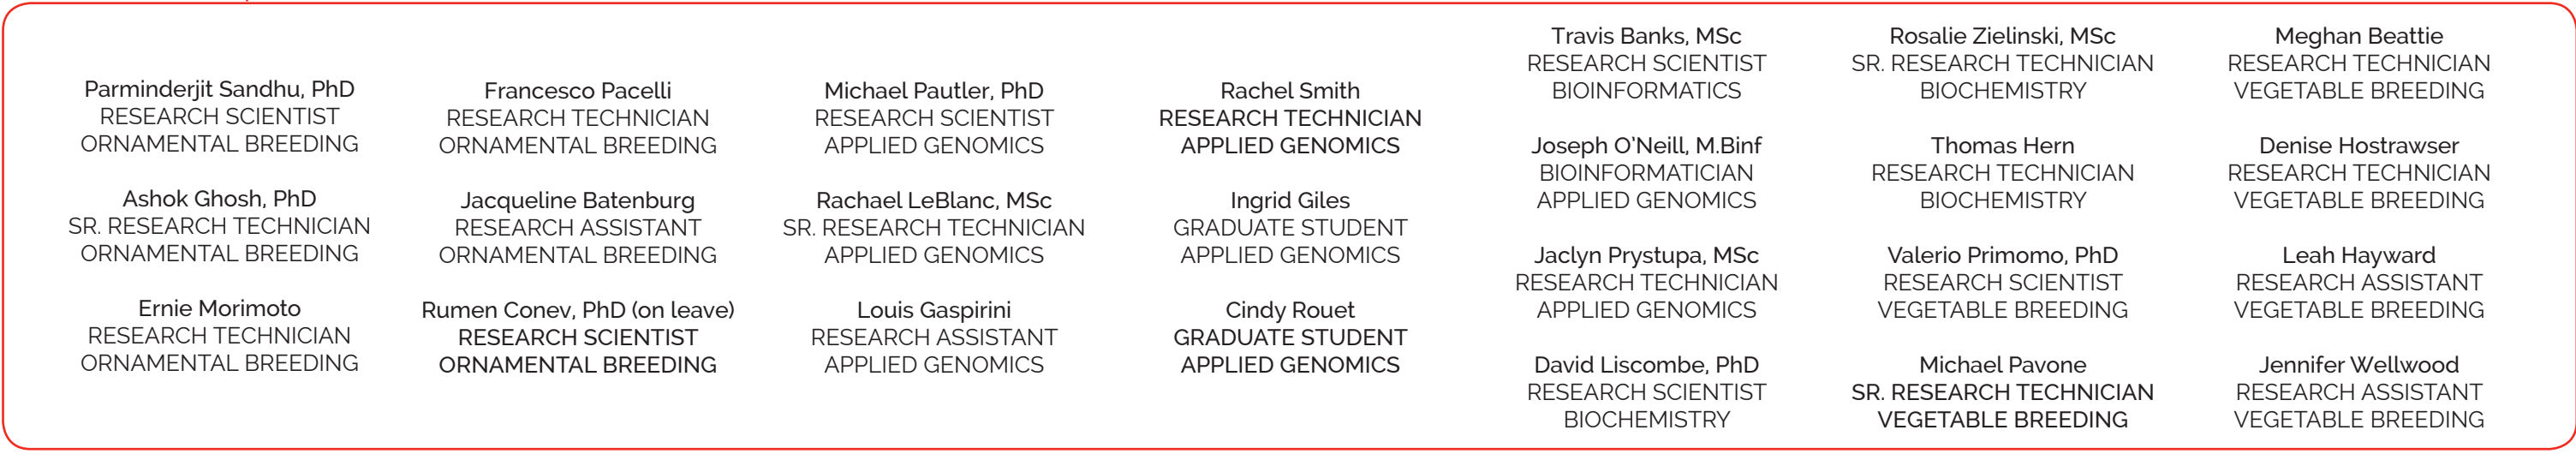 Parminderjit Sandhu, PhD
RESEARCH SCIENTIST
ORNAMENTAL BREEDING
Ashok Ghosh, PhD
SR. RESEARCH TECHNICIAN
ORNAMENTAL BREEDING
Ernie Morimoto
RESEARCH TECHNICIAN
ORNAMENTAL BREEDING
Francesco Pacelli
RESEARCH TECHNICIAN
ORNAMENTAL BREEDING
Jacqueline Batenburg
RESEARCH ASSISTANT
ORNAMENTAL BREEDING
Rumen Conev, PhD (on leave)
RESEARCH SCIENTIST
ORNAMENTAL BREEDING
Michael Pautler, PhD
RESEARCH SCIENTIST
APPLIED GENOMICS
Rachael LeBlanc, MSc
SR. RESEARCH TECHNICIAN
APPLIED GENOMICS
Louis Gaspirini
RESEARCH ASSISTANT
APPLIED GENOMICS
Rachel Smith
RESEARCH TECHNICIAN
APPLIED GENOMICS
Ingrid Giles
GRADUATE STUDENT
APPLIED GENOMICS
Cindy Rouet
GRADUATE STUDENT
APPLIED GENOMICS
Travis Banks, MSc
RESEARCH SCIENTIST
BIOINFORMATICS
Joseph O'Neill, M.Binf
BIOINFORMATICIAN
APPLIED GENOMICS
Jaclyn Prystupa, MSc
RESEARCH TECHNICIAN
APPLIED GENOMICS
David Liscombe, PhD
RESEARCH SCIENTIST
BIOCHEMISTRY
Rosalie Zielinski, MSc
SR. RESEARCH TECHNICIAN
BIOCHEMISTRY
Thomas Hern
RESEARCH TECHNICIAN
BIOCHEMISTRY
Valerio Primomo, PhD
RESEARCH SCIENTIST
VEGETABLE BREEDING
Michael Pavone
SR. RESEARCH TECHNICIAN
VEGETABLE BREEDING
Meghan Beattie
RESEARCH TECHNICIAN
VEGETABLE BREEDING
Denise Hostrawser
RESEARCH TECHNICIAN
VEGETABLE BREEDING
Leah Hayward
RESEARCH ASSISTANT
VEGETABLE BREEDING
Jennifer Wellwood
RESEARCH ASSISTANT
VEGETABLE BREEDING